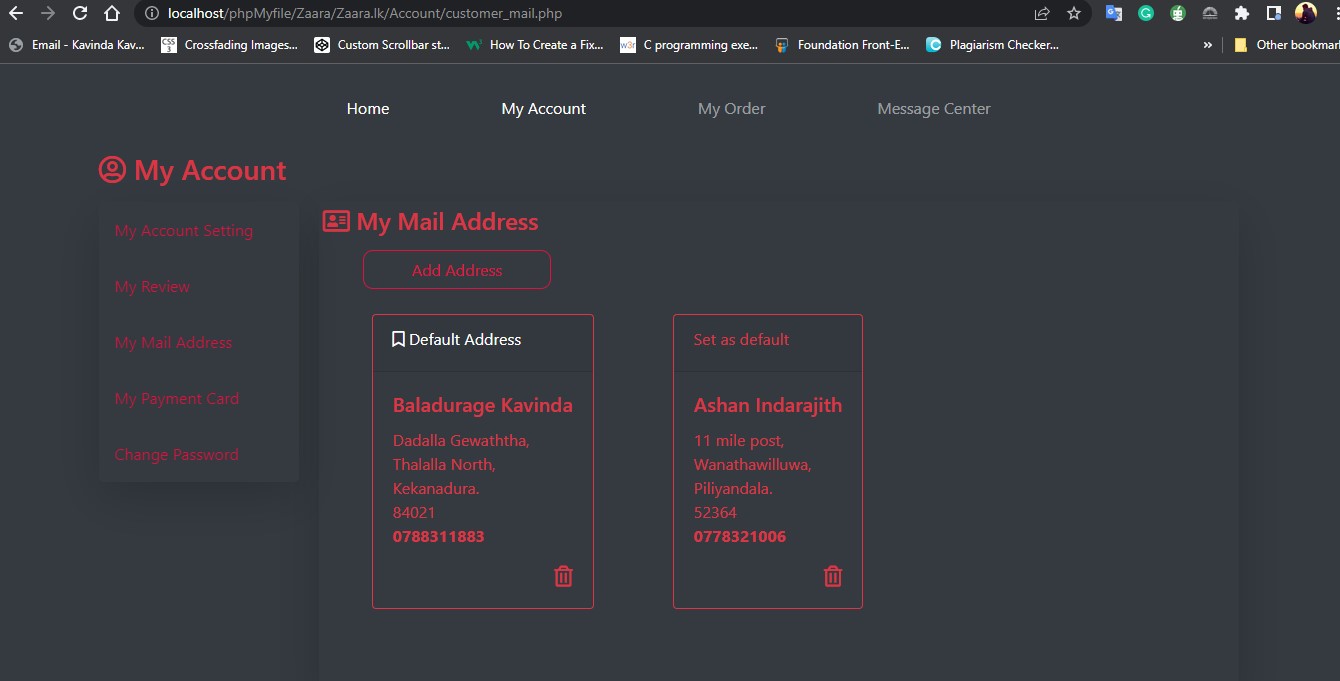 localhost/phpMyfile/Zaara/Zaara.lk/Account/customer_mail.php
Email - Kavinda Kav... Crossfading Images... Custom Scrollbar st... How To Create a Fix... C programming exe... Foundation Front-E... Plagiarism Checker... » Other bookmar
Home My Account My Order Message Center
My Account
My Account Setting
My Review
My Mail Address
My Payment Card
Change Password
My Mail Address
Add Address
Default Address
Baladurage Kavinda
Dadalla Gewaththa,
Thalalla North,
Kekanadura.
84021
0788311883
Set as default
Ashan Indarajith
11 mile post,
Wanathawilluwa,
Piliyandala.
52364
0778321006